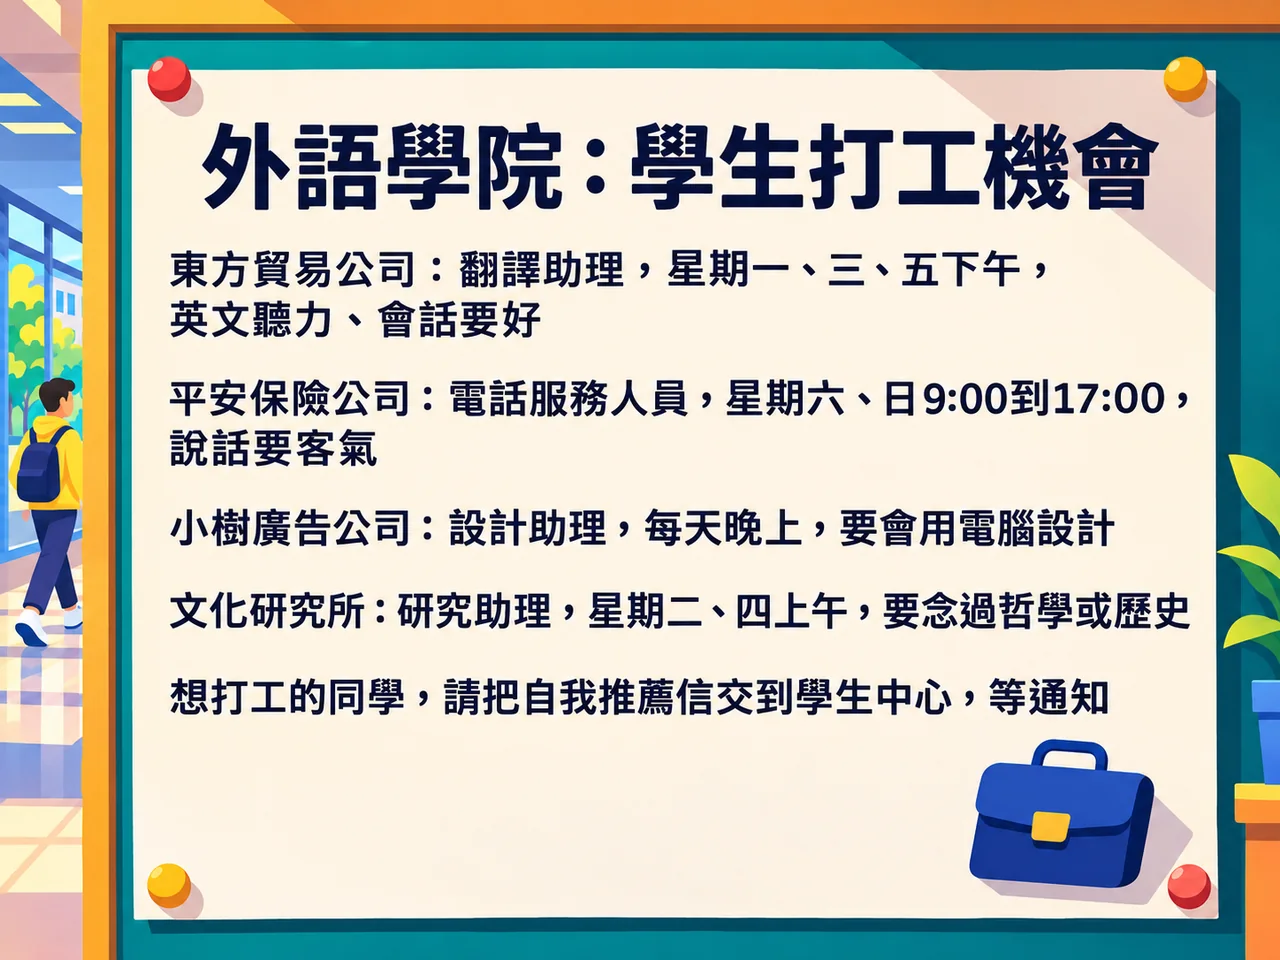 外語學院：學生打工機會
東方貿易公司：翻譯助理，星期一、三、五下午，
英文聽力、會話要好
平安保險公司：電話服務人員，星期六、日9:00到17:00，
說話要客氣
小樹廣告公司：設計助理，每天晚上，要會用電腦設計
文化研究所：研究助理，星期二、四上午，要念過哲學或歷史
想打工的同學，請把自我推薦信交到學生中心，等通知